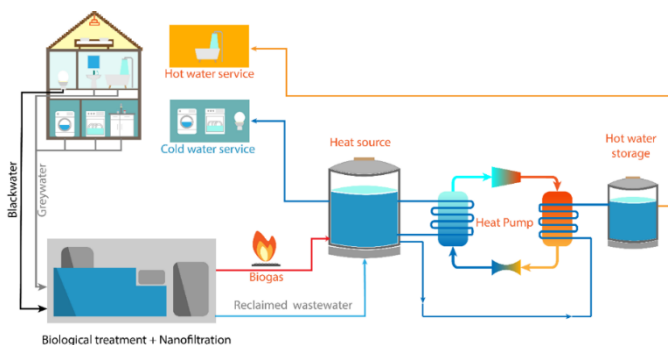 Hot water service
Cold water service
Heat source
Hot water
storage
Blackwater
Greywater
Heat Pump
Biogas
Reclaimed wastewater
Biological treatment + Nanofiltration